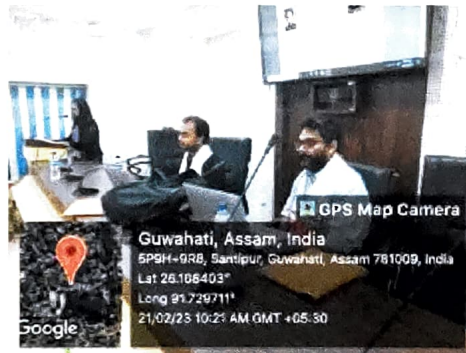 GPS Map Camera
Guwahati, Assam, India
5P9H+9R8, Santipur, Guwahati, Assam 781009, India
Lat 26.166403°
Long 91.729711°
21/02/23 10:21 AM GMT +05:30
Google